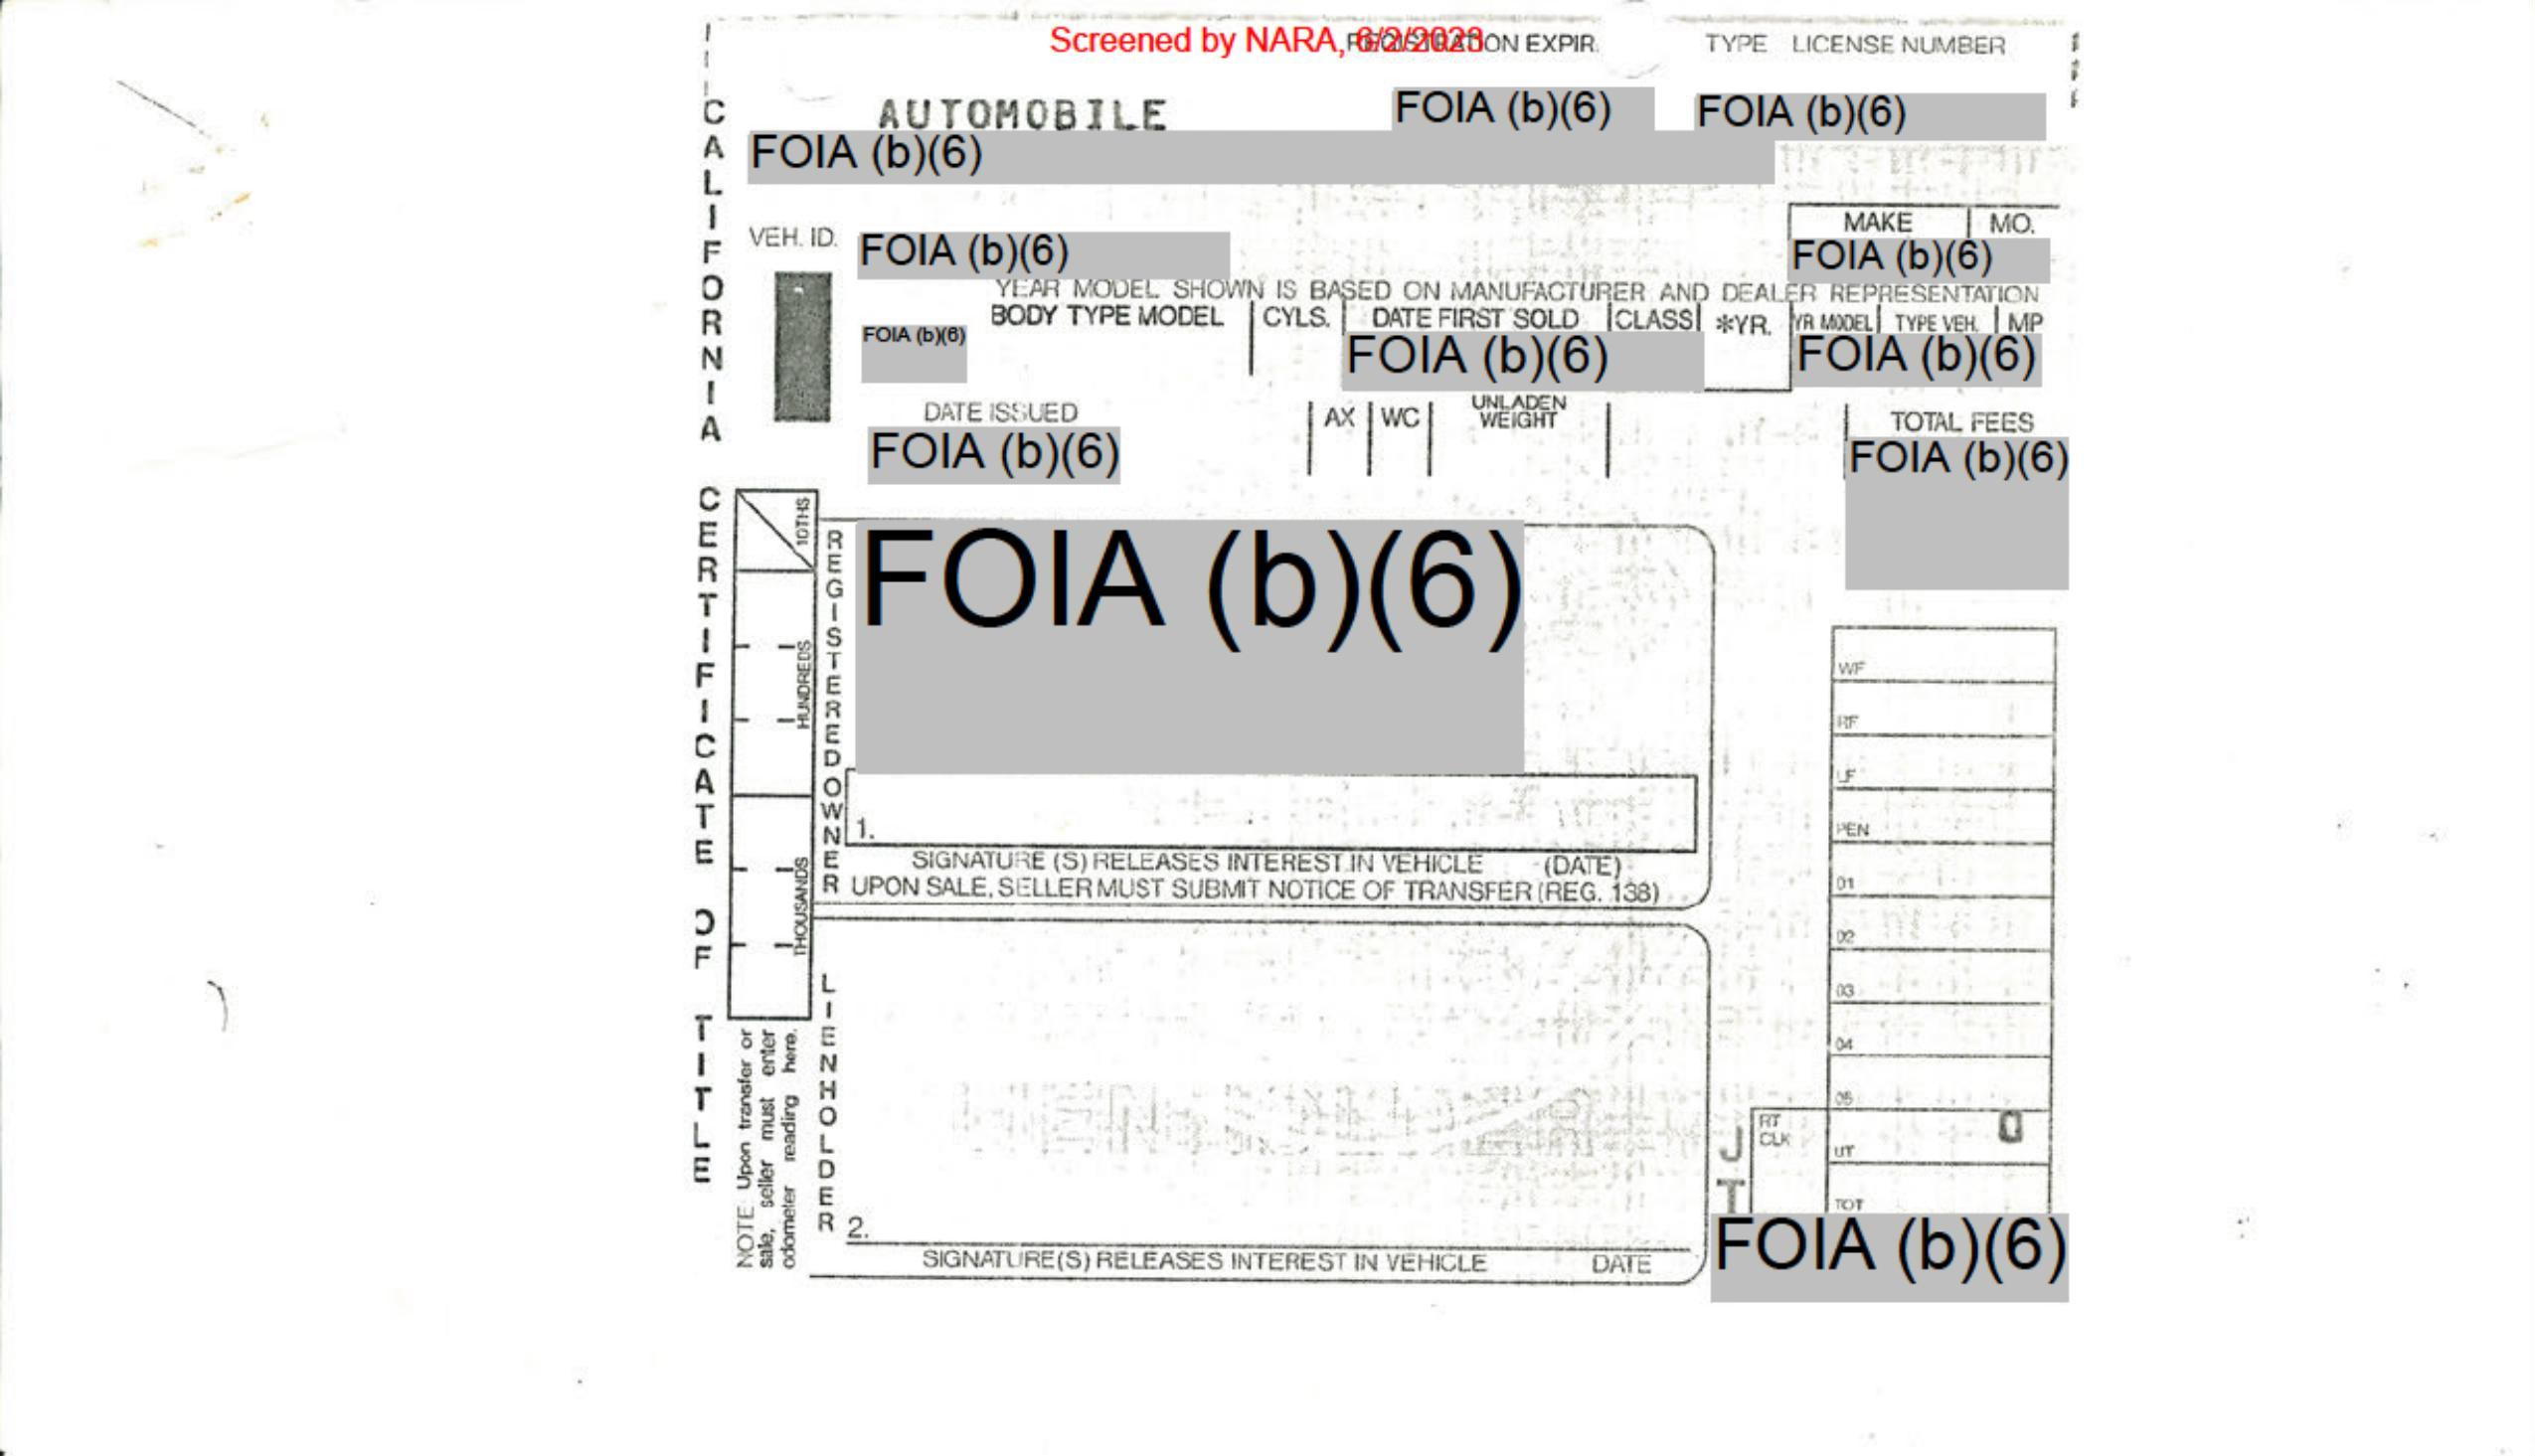 Screened by NARA, 6/2/2023
REGISTRATION EXPIR. TYPE LICENSE NUMBER
AUTOMOBILE FOIA (b)(6) FOIA (b)(6)
FOIA (b)(6)
CALIFORNIA CERTIFICATE OF TITLE
MAKE MO.
VEH. ID. FOIA (b)(6) FOIA (b)(6)
YEAR MODEL SHOWN IS BASED ON MANUFACTURER AND DEALER REPRESENTATION
BODY TYPE MODEL CYLS. DATE FIRST SOLD CLASS *YR. YR MODEL TYPE VEH. MP
FOIA (b)(6) FOIA (b)(6) FOIA (b)(6)
DATE ISSUED AX WC UNLADEN WEIGHT TOTAL FEES
FOIA (b)(6) FOIA (b)(6)
10THS
HUNDREDS
THOUSANDS
NOTE: Upon transfer or
sale, seller must enter
odometer reading here.
REGISTERED OWNER
FOIA (b)(6)
1.
SIGNATURE (S) RELEASES INTEREST IN VEHICLE (DATE)
UPON SALE, SELLER MUST SUBMIT NOTICE OF TRANSFER (REG. 138)
LIENHOLDER
2.
SIGNATURE(S) RELEASES INTEREST IN VEHICLE DATE
WF
RF
LF
PEN
01
02
03
04
05
JT
RT
CLK
UT 0
TOT
FOIA (b)(6)